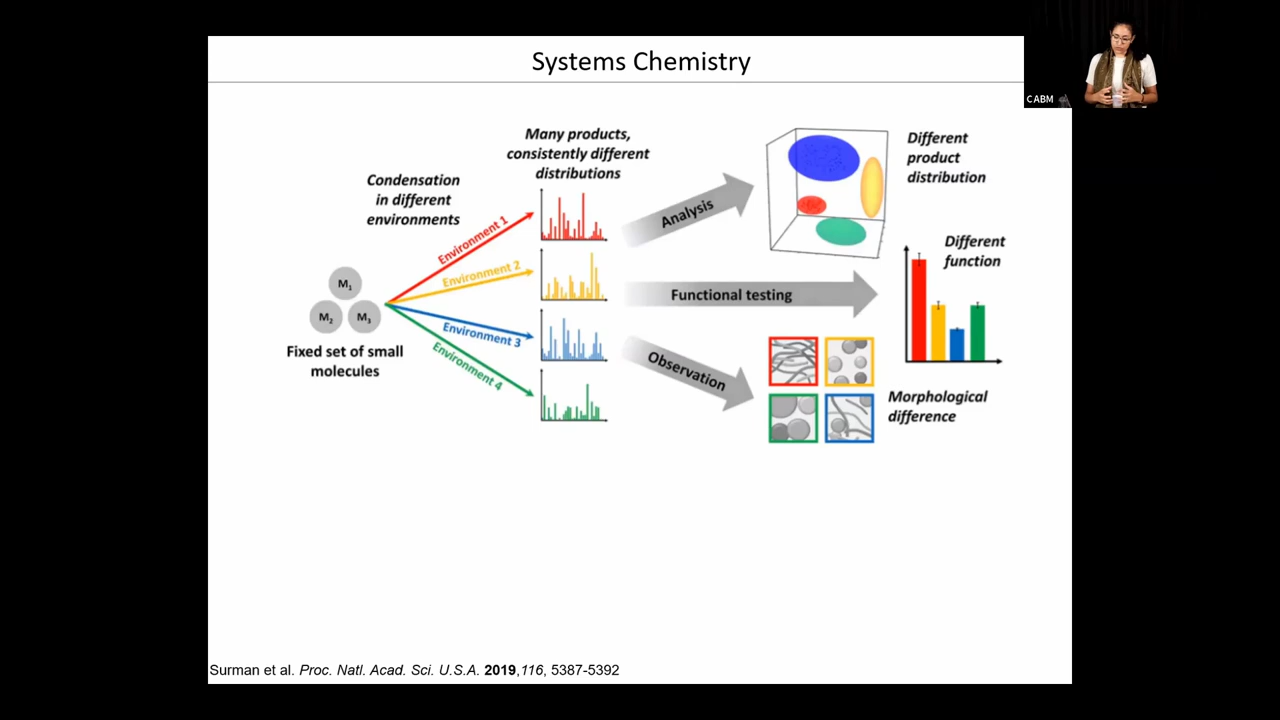 Systems Chemistry
CABM
Many products,
consistently different
distributions
Condensation
in different
environments
Environment 1
Environment 2
Environment 3
Environment 4
M1
M2
M3
Fixed set of small
molecules
Analysis
Functional testing
Observation
Different
product
distribution
Different
function
Morphological
difference
Surman et al. Proc. Natl. Acad. Sci. U.S.A. 2019,116, 5387-5392